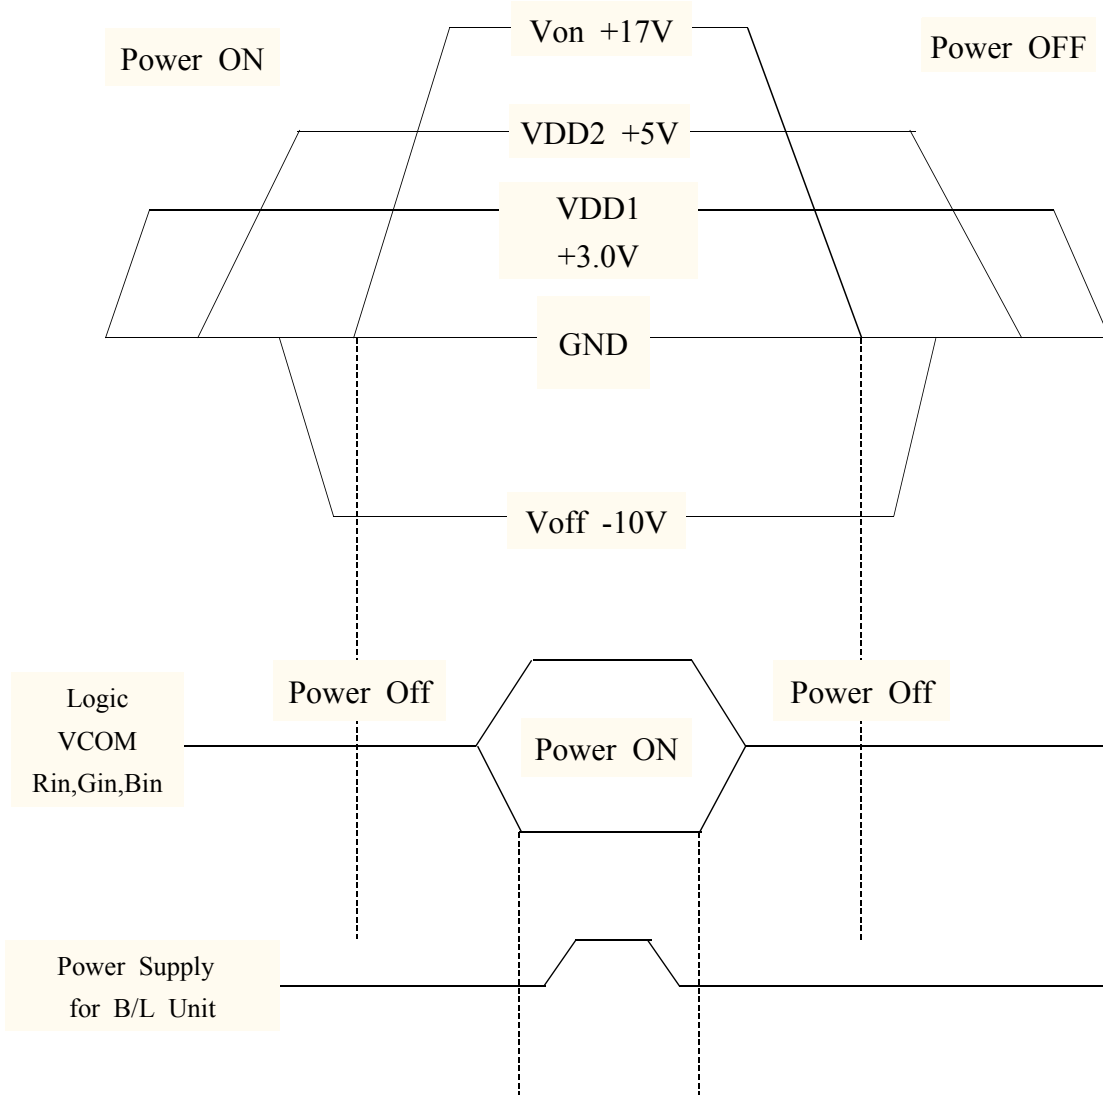 Von +17V
Power ON
Power OFF
VDD2 +5V
VDD1
+3.0V
GND
Voff -10V
Power Off
Power Off
Logic
VCOM
Rin,Gin,Bin
Power ON
Power Supply
for B/L Unit